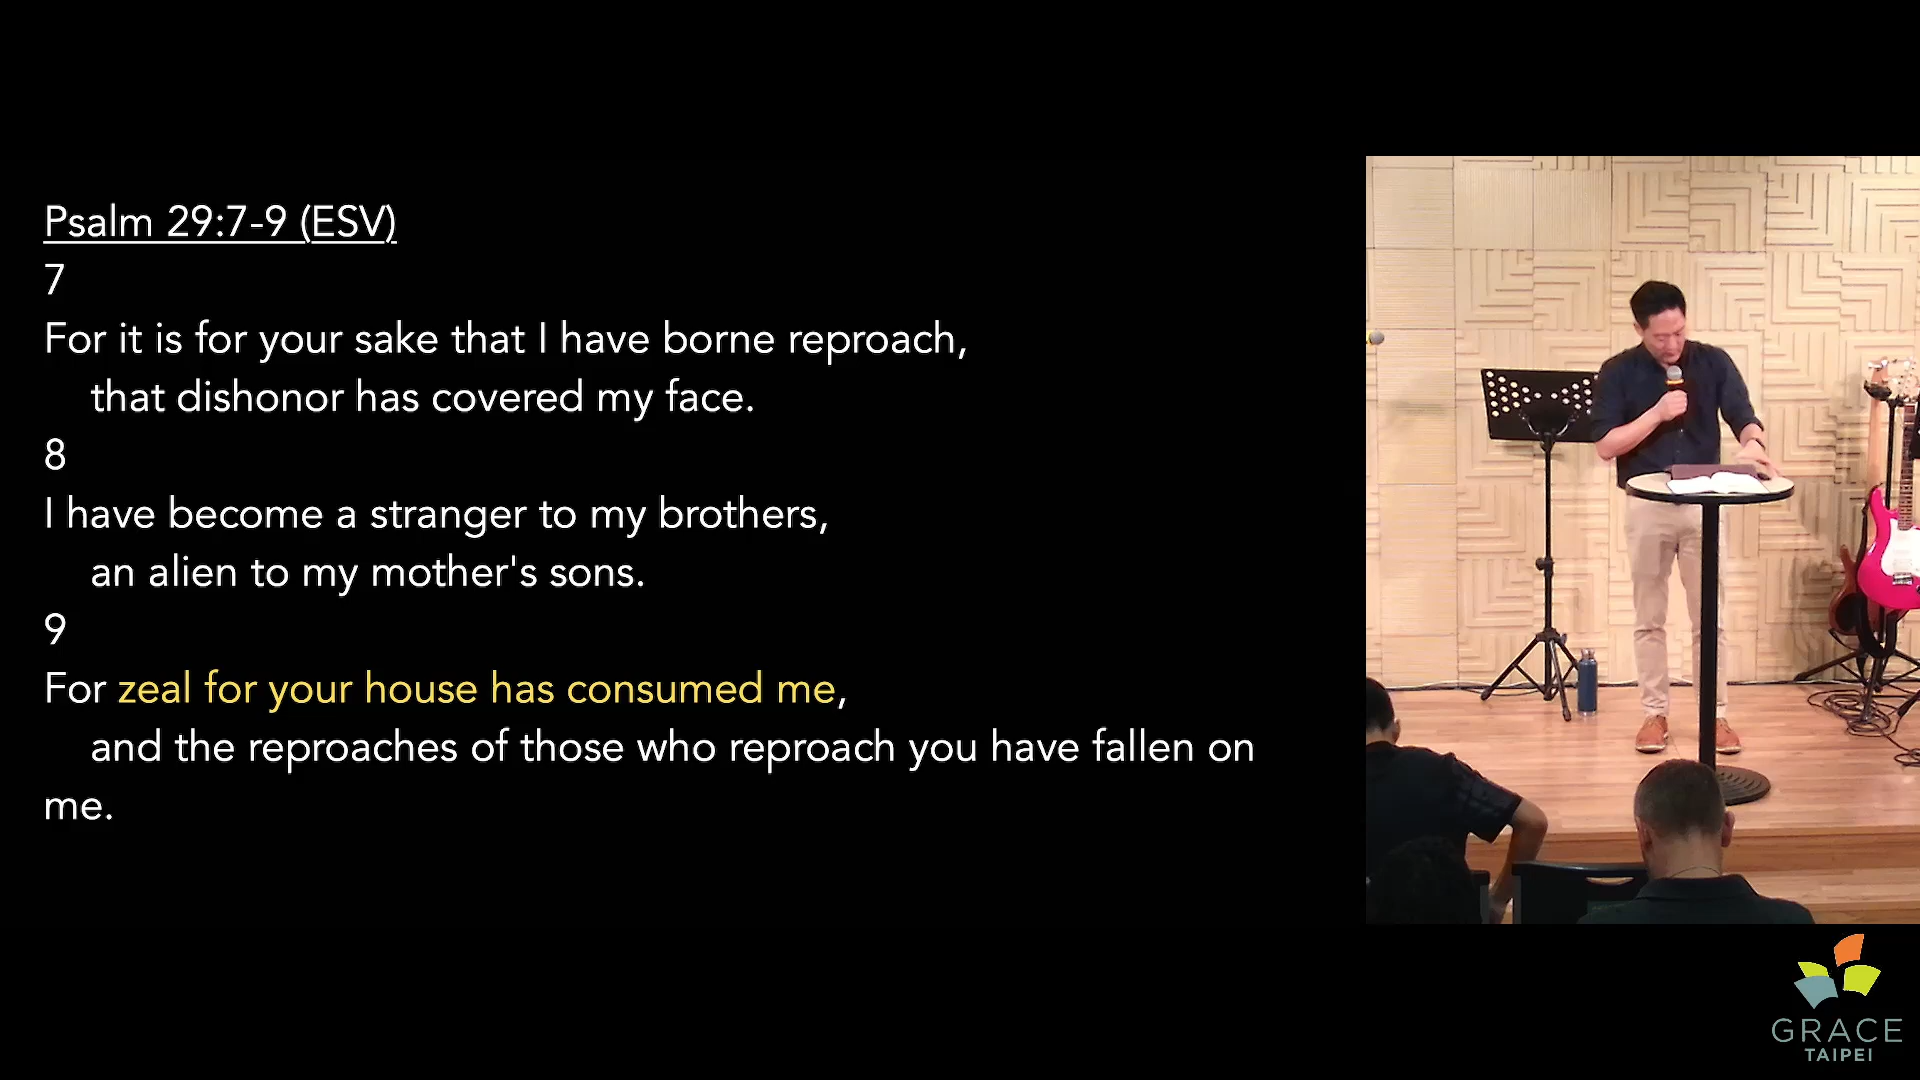 Psalm 29:7-9 (ESV)
7
For it is for your sake that I have borne reproach,
that dishonor has covered my face.
8
I have become a stranger to my brothers,
an alien to my mother's sons.
9
For zeal for your house has consumed me,
and the reproaches of those who reproach you have fallen on
me.
GRACE
TAIPEI